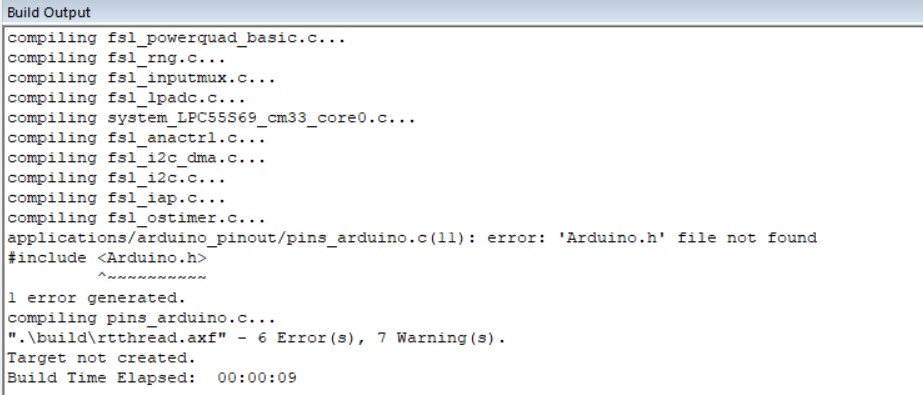 Build Output
compiling fsl_powerquad_basic.c...
compiling fsl_rng.c...
compiling fsl_inputmux.c...
compiling fsl_lpadc.c...
compiling system_LPC55S69_cm33_core0.c...
compiling fsl_anactrl.c...
compiling fsl_i2c_dma.c...
compiling fsl_i2c.c...
compiling fsl_iap.c...
compiling fsl_ostimer.c...
applications/arduino_pinout/pins_arduino.c(11): error: 'Arduino.h' file not found
#include <Arduino.h>
         ^~~~~~~~~~~
1 error generated.
compiling pins_arduino.c...
".\build\rtthread.axf" - 6 Error(s), 7 Warning(s).
Target not created.
Build Time Elapsed:  00:00:09